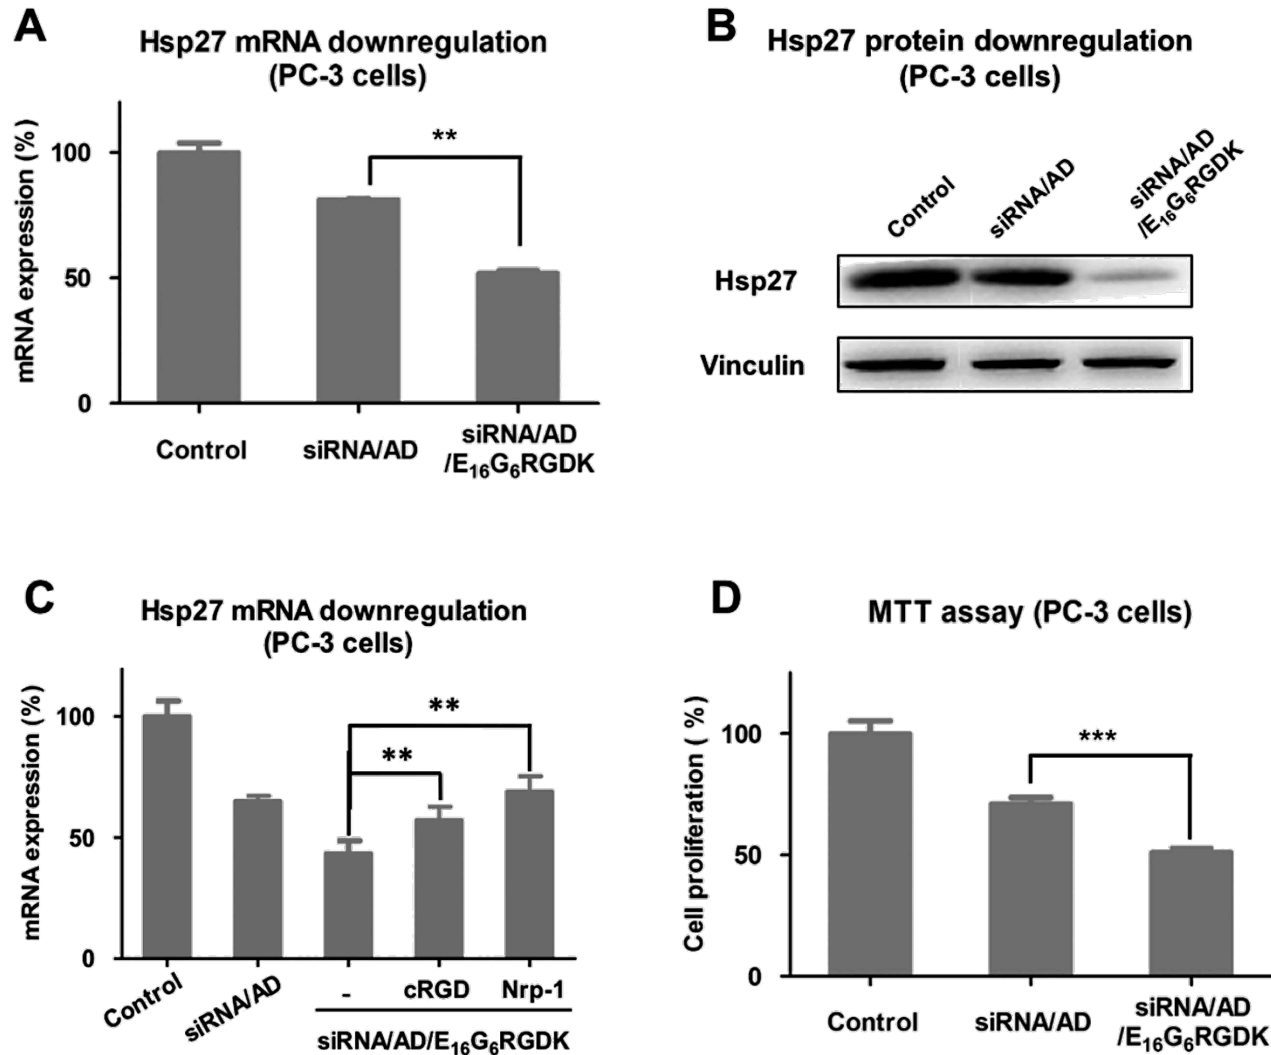 A
Hsp27 mRNA downregulation
(PC-3 cells)
mRNA expression (%)
100
50
0
**
Control
siRNA/AD
siRNA/AD
/E₁₆G₆RGDK
B
Hsp27 protein downregulation
(PC-3 cells)
Control
siRNA/AD
siRNA/AD
/E₁₆G₆RGDK
Hsp27
Vinculin
C
Hsp27 mRNA downregulation
(PC-3 cells)
mRNA expression (%)
100
50
0
**
**
Control
siRNA/AD
-
cRGD
Nrp-1
siRNA/AD/E₁₆G₆RGDK
D
MTT assay (PC-3 cells)
Cell proliferation ( %)
100
50
0
***
Control
siRNA/AD
siRNA/AD
/E₁₆G₆RGDK